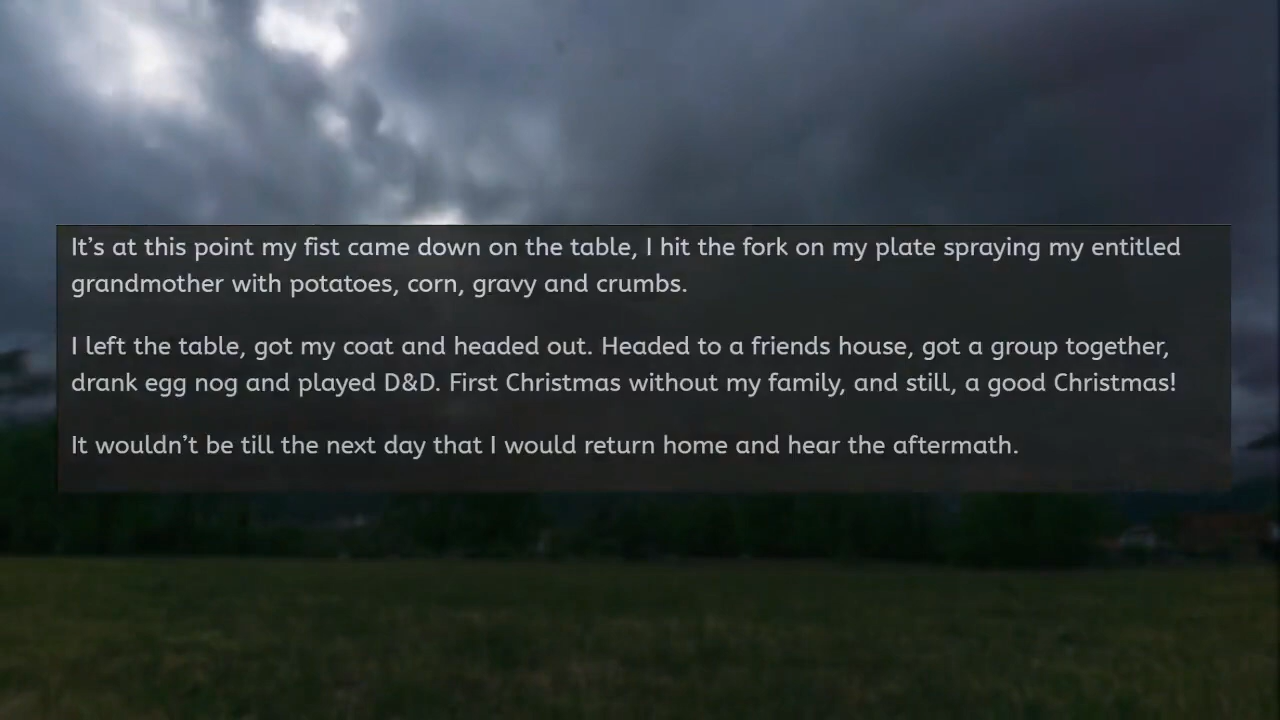 It’s at this point my fist came down on the table, I hit the fork on my plate spraying my entitled
grandmother with potatoes, corn, gravy and crumbs.
I left the table, got my coat and headed out. Headed to a friends house, got a group together,
drank egg nog and played D&D. First Christmas without my family, and still, a good Christmas!
It wouldn’t be till the next day that I would return home and hear the aftermath.